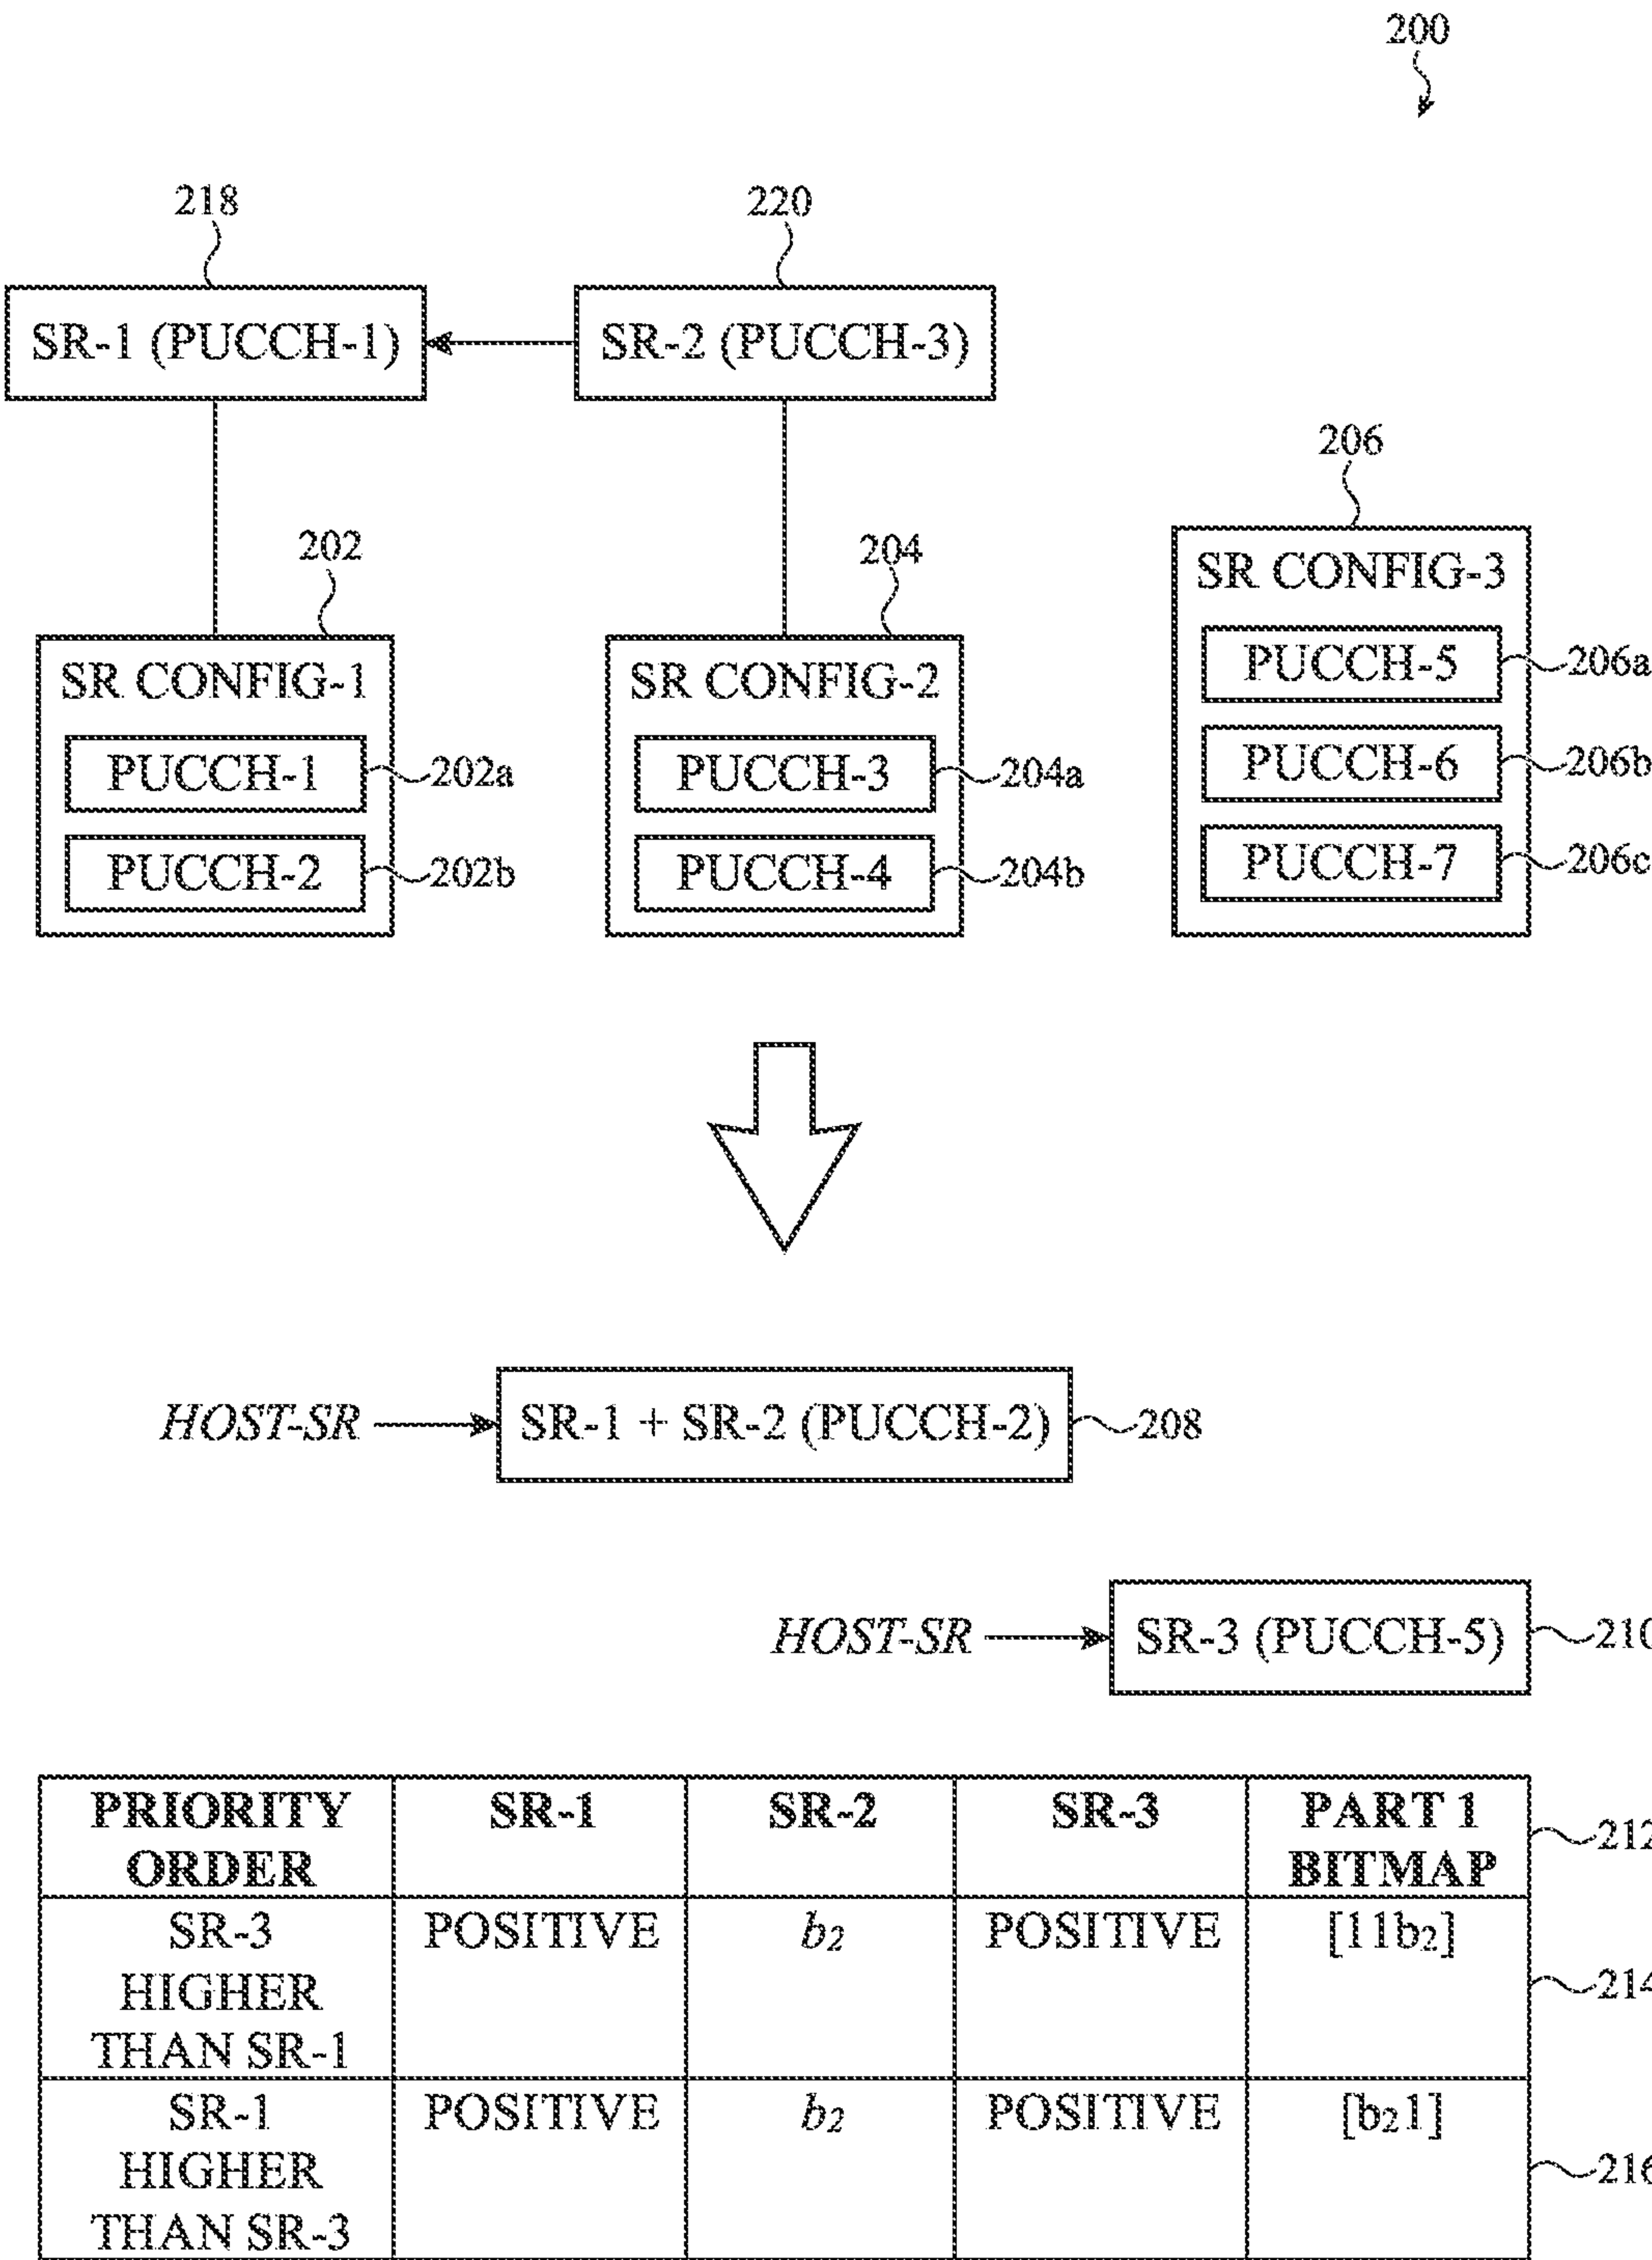 200
218
220
SR-1 (PUCCH-1)
SR-2 (PUCCH-3)
206
202
204
SR CONFIG-3
PUCCH-5
206a
PUCCH-6
206b
PUCCH-7
206c
SR CONFIG-1
PUCCH-1
202a
PUCCH-2
202b
SR CONFIG-2
PUCCH-3
204a
PUCCH-4
204b
HOST-SR
SR-1 + SR-2 (PUCCH-2)
208
HOST-SR
SR-3 (PUCCH-5)
210
PRIORITY
ORDER
SR-1
SR-2
SR-3
PART 1
BITMAP
212
SR-3
HIGHER
THAN SR-1
POSITIVE
b₂
POSITIVE
[11b₂]
214
SR-1
HIGHER
THAN SR-3
POSITIVE
b₂
POSITIVE
[b₂1]
216